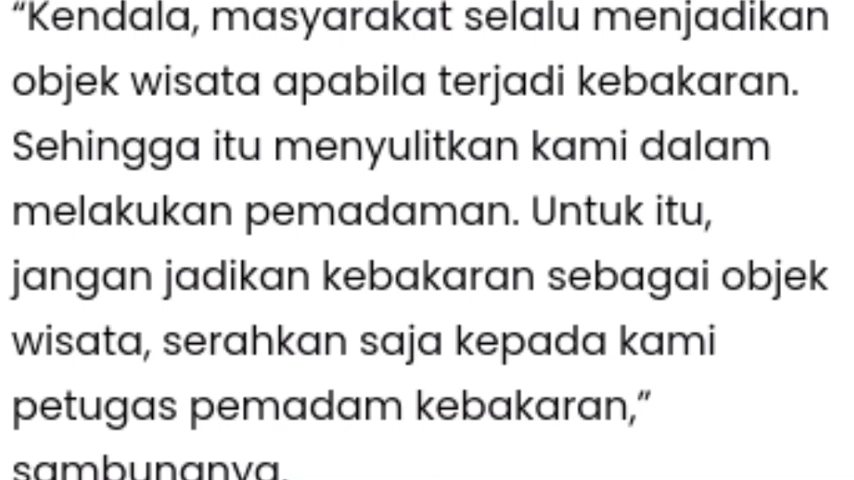 “Kendala, masyarakat selalu menjadikan
objek wisata apabila terjadi kebakaran.
Sehingga itu menyulitkan kami dalam
melakukan pemadaman. Untuk itu,
jangan jadikan kebakaran sebagai objek
wisata, serahkan saja kepada kami
petugas pemadam kebakaran,”
sambungnya.